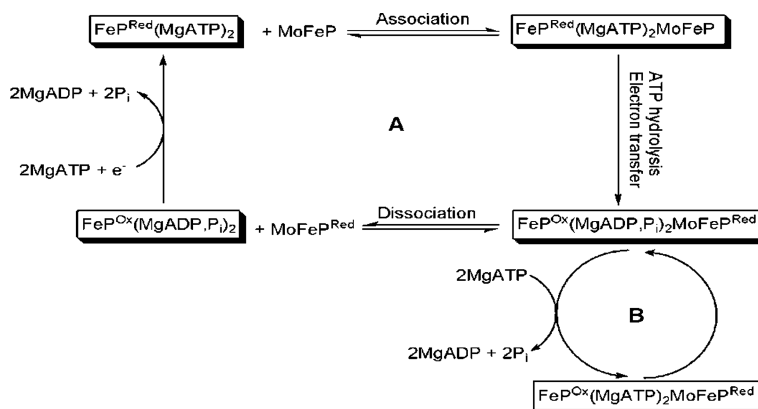 FeP^Red(MgATP)₂ + MoFeP Association FeP^Red(MgATP)₂MoFeP
2MgADP + 2Pᵢ
A
ATP hydrolysis
Electron transfer
2MgATP + e⁻
FeP^Ox(MgADP,Pᵢ)₂ + MoFeP^Red Dissociation FeP^Ox(MgADP,Pᵢ)₂MoFeP^Red
2MgATP
B
2MgADP + 2Pᵢ
FeP^Ox(MgATP)₂MoFeP^Red